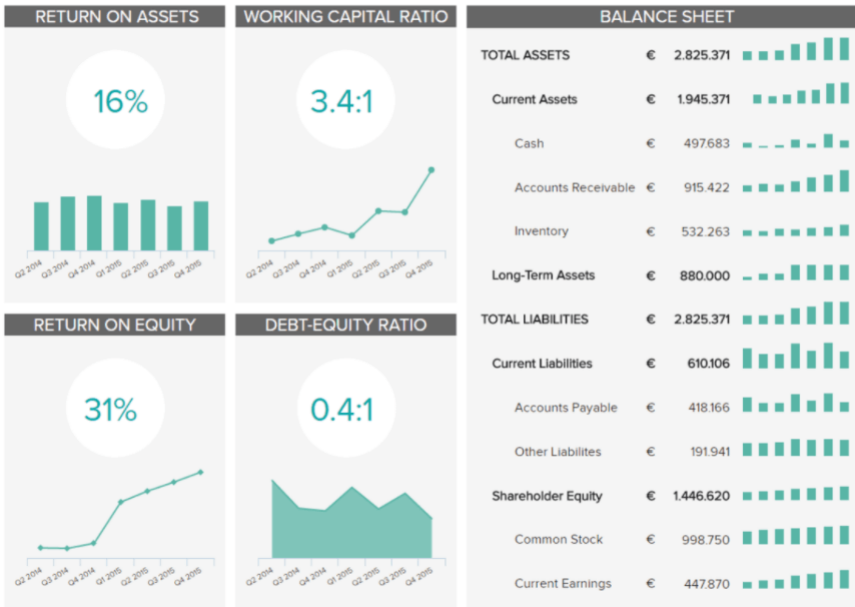 RETURN ON ASSETS
16%
Q2 2014 Q3 2014 Q4 2014 Q1 2015 Q2 2015 Q3 2015 Q4 2015
WORKING CAPITAL RATIO
3.4:1
Q2 2014 Q3 2014 Q4 2014 Q1 2015 Q2 2015 Q3 2015 Q4 2015
RETURN ON EQUITY
31%
Q2 2014 Q3 2014 Q4 2014 Q1 2015 Q2 2015 Q3 2015 Q4 2015
DEBT-EQUITY RATIO
0.4:1
Q2 2014 Q3 2014 Q4 2014 Q1 2015 Q2 2015 Q3 2015 Q4 2015
BALANCE SHEET
TOTAL ASSETS € 2.825.371
Current Assets € 1.945.371
Cash € 497.683
Accounts Receivable € 915.422
Inventory € 532.263
Long-Term Assets € 880.000
TOTAL LIABILITIES € 2.825.371
Current Liabilities € 610.106
Accounts Payable € 418.166
Other Liabilites € 191.941
Shareholder Equity € 1.446.620
Common Stock € 998.750
Current Earnings € 447.870